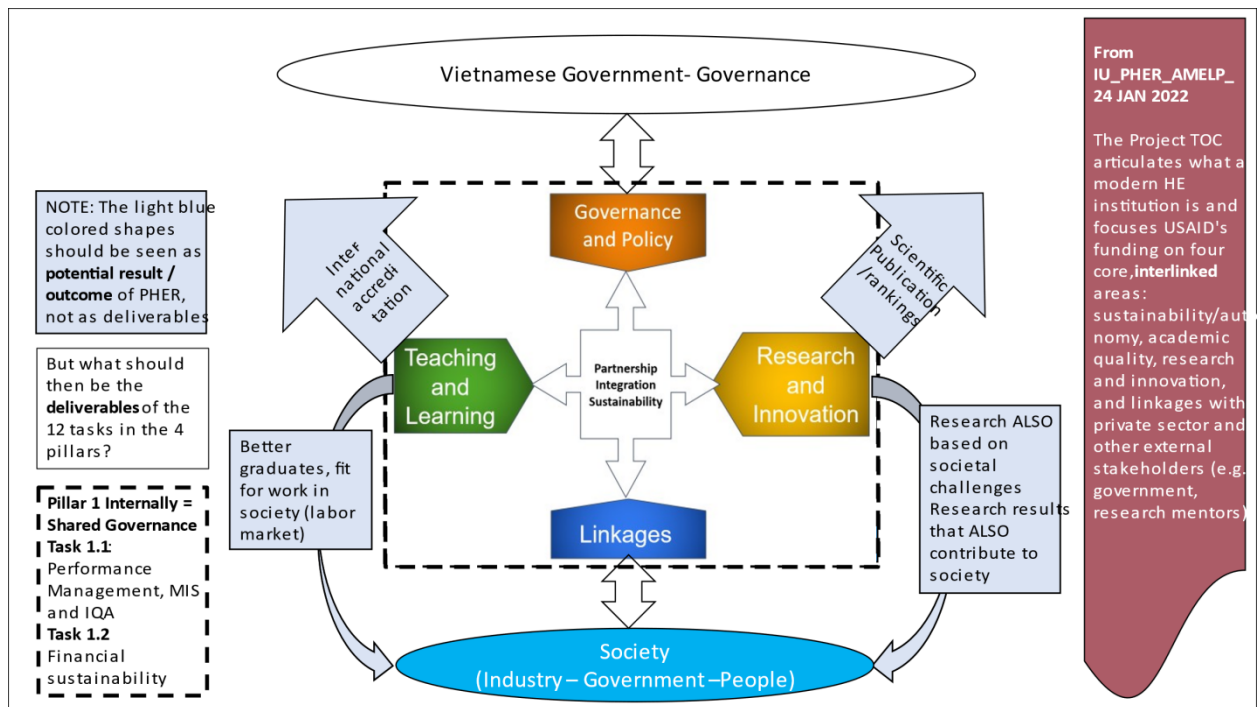 Vietnamese Government- Governance
NOTE: The light blue
colored shapes
should be seen as
potential result /
outcome of PHER,
not as deliverables
But what should
then be the
deliverables of the
12 tasks in the 4
pillars?
Pillar 1 Internally =
Shared Governance
Task 1.1:
Performance
Management, MIS
and IQA
Task 1.2
Financial
sustainability
Inter
national
accredi
tation
Governance
and Policy
Scientific
Publication
/rankings
Teaching
and
Learning
Partnership
Integration
Sustainability
Research
and
Innovation
Linkages
Better
graduates, fit
for work in
society (labor
market)
Research ALSO
based on
societal
challenges
Research results
that ALSO
contribute to
society
Society
(Industry – Government –People)
From
IU_PHER_AMELP_
24 JAN 2022
The Project TOC
articulates what a
modern HE
institution is and
focuses USAID's
funding on four
core, interlinked
areas:
sustainability/auto
nomy, academic
quality, research
and innovation,
and linkages with
private sector and
other external
stakeholders (e.g.
government,
research mentors)